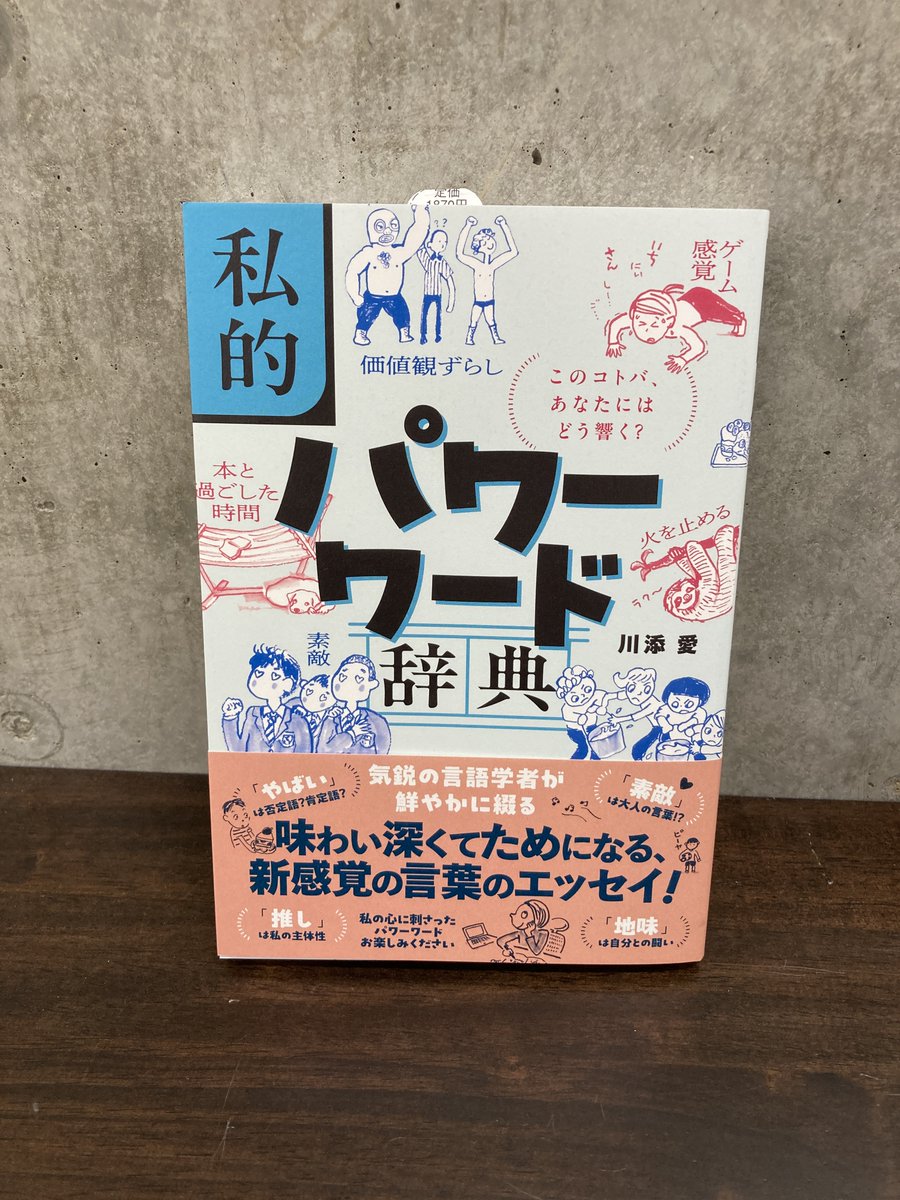 定価
1870円
私的
価値観ずらし
ゲーム
感覚
いち
にぃ
さん
しー…
このコトバ、
あなたには
どう響く?
パワー
ワード
辞典
本と
過ごした
時間
火を止める
素敵
川添 愛
気鋭の言語学者が
鮮やかに綴る
「やばい」
は否定語?肯定語?
「素敵」
は大人の言葉!?
味わい深くてためになる、
新感覚の言葉のエッセイ!
「推し」
は私の主体性
私の心に刺さった
パワーワード
お楽しみください
「地味」
は自分との闘い